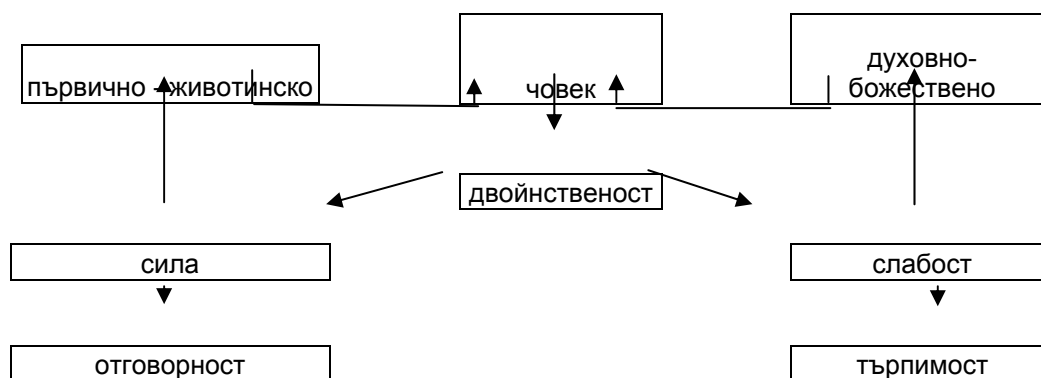 първично - животинско
човек
духовно-
божествено
двойнственост
сила
слабост
отговорност
търпимост